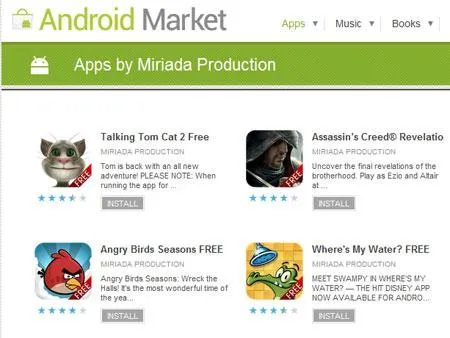 Android Market
Apps ▼ Music ▼ Books ▼
Apps by Miriada Production
Talking Tom Cat 2 Free
MIRIADA PRODUCTION
Tom is back with an all new
adventure! PLEASE NOTE: When
running the app for ...
FREE
INSTALL
Assassin's Creed® Revelatio
MIRIADA PRODUCTION
Uncover the final revelations of the
brotherhood. Play as Ezio and Altair
at ...
FREE
INSTALL
Angry Birds Seasons FREE
MIRIADA PRODUCTION
Angry Birds Seasons: Wreck the
Halls! It's the most wonderful time of
the yea...
FREE
INSTALL
Where's My Water? FREE
MIRIADA PRODUCTION
MEET SWAMPY IN WHERE'S MY
WATER? — THE HIT DISNEY APP
NOW AVAILABLE FOR ANDRO...
FREE
INSTALL